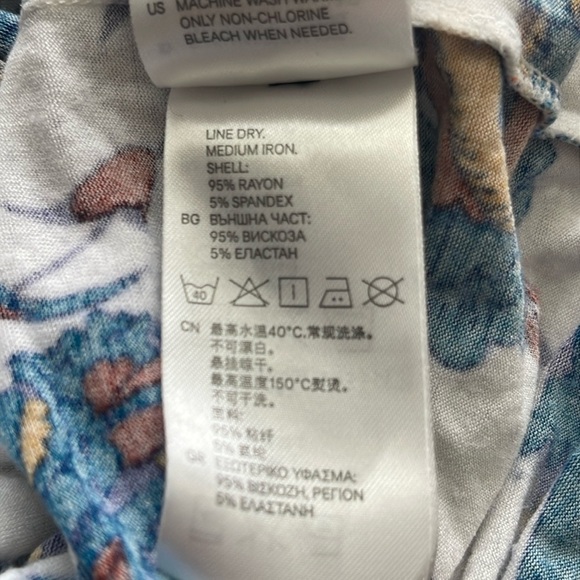 US MACHINE WASH WARM.
ONLY NON-CHLORINE
BLEACH WHEN NEEDED.
LINE DRY.
MEDIUM IRON.
SHELL:
95% RAYON
5% SPANDEX
BG ВЪНШНА ЧАСТ:
95% ВИСКОЗА
5% ЕЛАСТАН
40
CN 最高水温40°C,常规洗涤。
不可漂白。
悬挂晾干。
最高温度150°C熨烫。
不可干洗。
面料:
95% 粘纤
5% 氨纶
GR ΕΞΩΤΕΡΙΚΟ ΥΦΑΣΜΑ:
95% ΒΙΣΚΟΖΗ, ΡΕΓΙΟΝ
5% ΕΛΑΣΤΑΝΗ